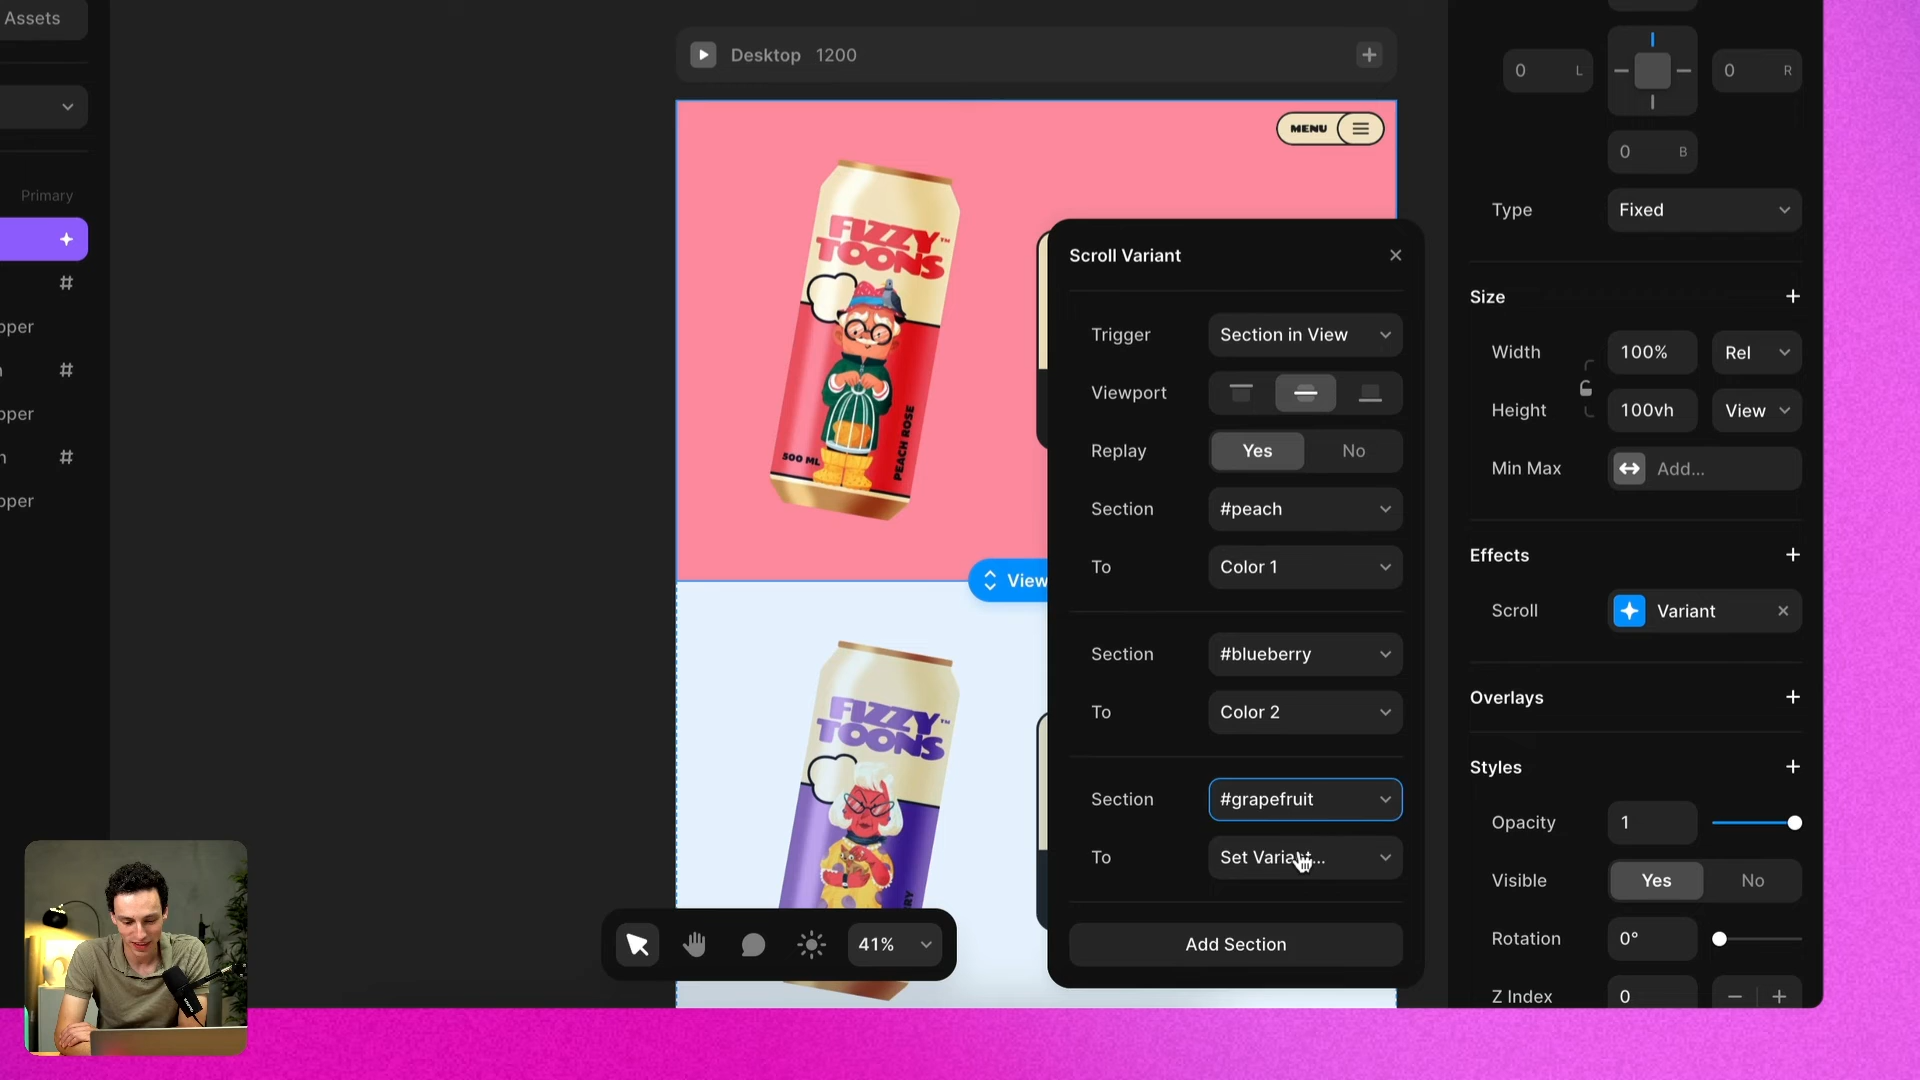 Assets
Primary
pper
n
pper
n
pper
Desktop 1200
MENU
FIZZY
TOONS™
500 ML
PEACH ROSE
View
FIZZY
TOONS™
RY
41%
Scroll Variant
Trigger Section in View
Viewport
Replay Yes No
Section #peach
To Color 1
Section #blueberry
To Color 2
Section #grapefruit
To Set Variant...
Add Section
0 L
0 R
0 B
Type Fixed
Size
Width 100% Rel
Height 100vh View
Min Max Add...
Effects
Scroll Variant
Overlays
Styles
Opacity 1
Visible Yes No
Rotation 0°
Z Index 0